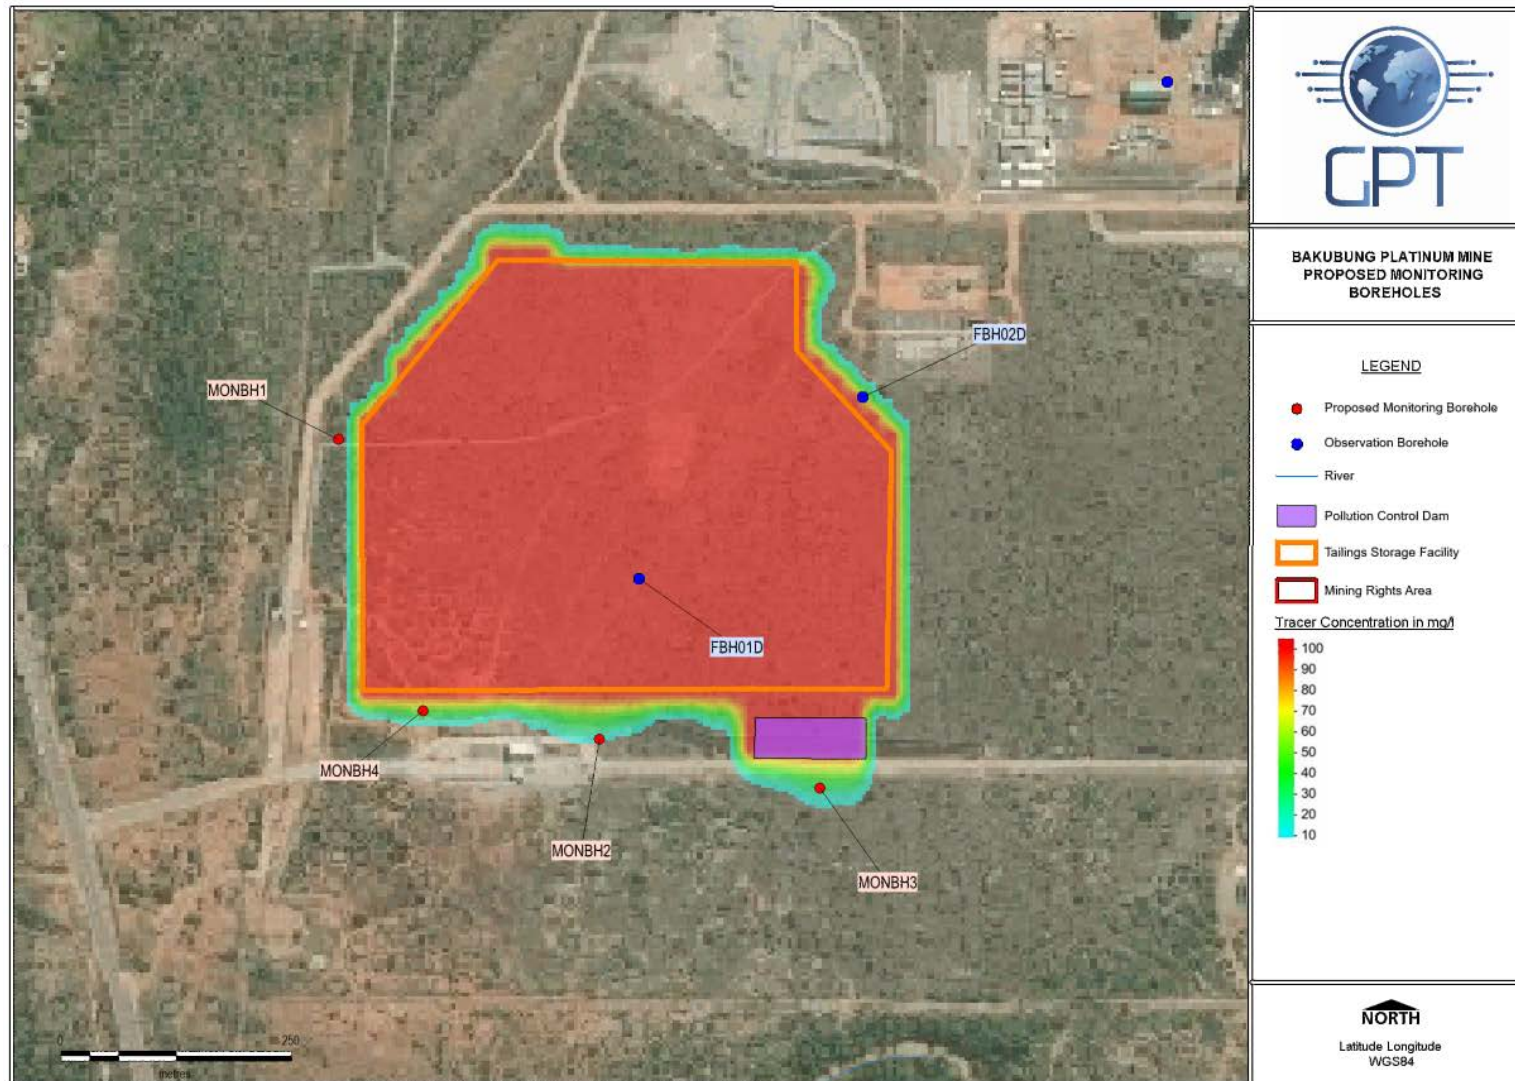 GPT
BAKUBUNG PLATINUM MINE
PROPOSED MONITORING
BOREHOLES
LEGEND
Proposed Monitoring Borehole
Observation Borehole
River
Pollution Control Dam
Tailings Storage Facility
Mining Rights Area
Tracer Concentration in mg/l
100
90
80
70
60
50
40
30
20
10
NORTH
Latitude Longitude
WGS84
FBH02D
MONBH1
FBH01D
MONBH4
MONBH2
MONBH3
0 250
metres